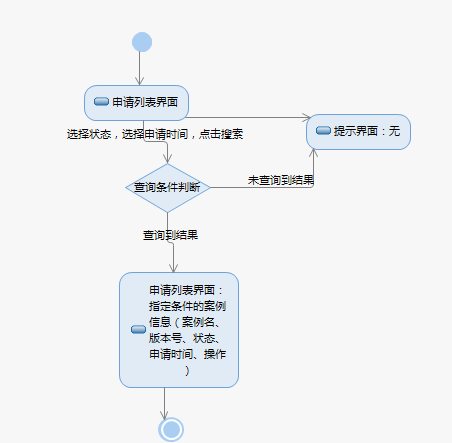 申请列表界面
提示界面：无
选择状态，选择申请时间，点击搜索
查询条件判断
未查询到结果
查询到结果
申请列表界面：
指定条件的案例
信息（案例名、
版本号、状态、
申请时间、操作
）